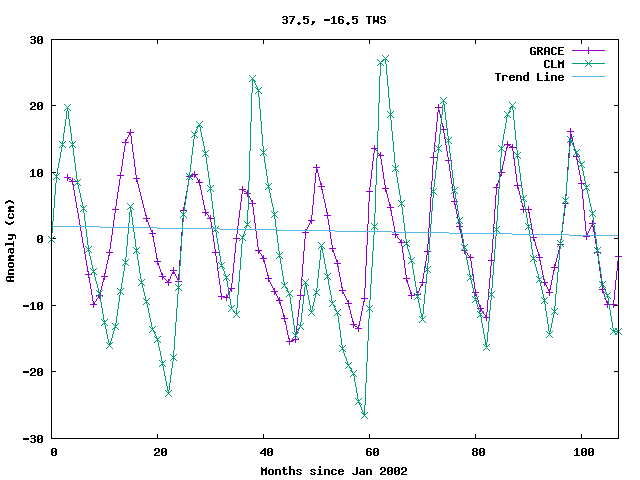 37.5, -16.5 TWS
GRACE
CLM
Trend Line
30
20
10
0
-10
-20
-30
Anomaly (cm)
0 20 40 60 80 100
Months since Jan 2002